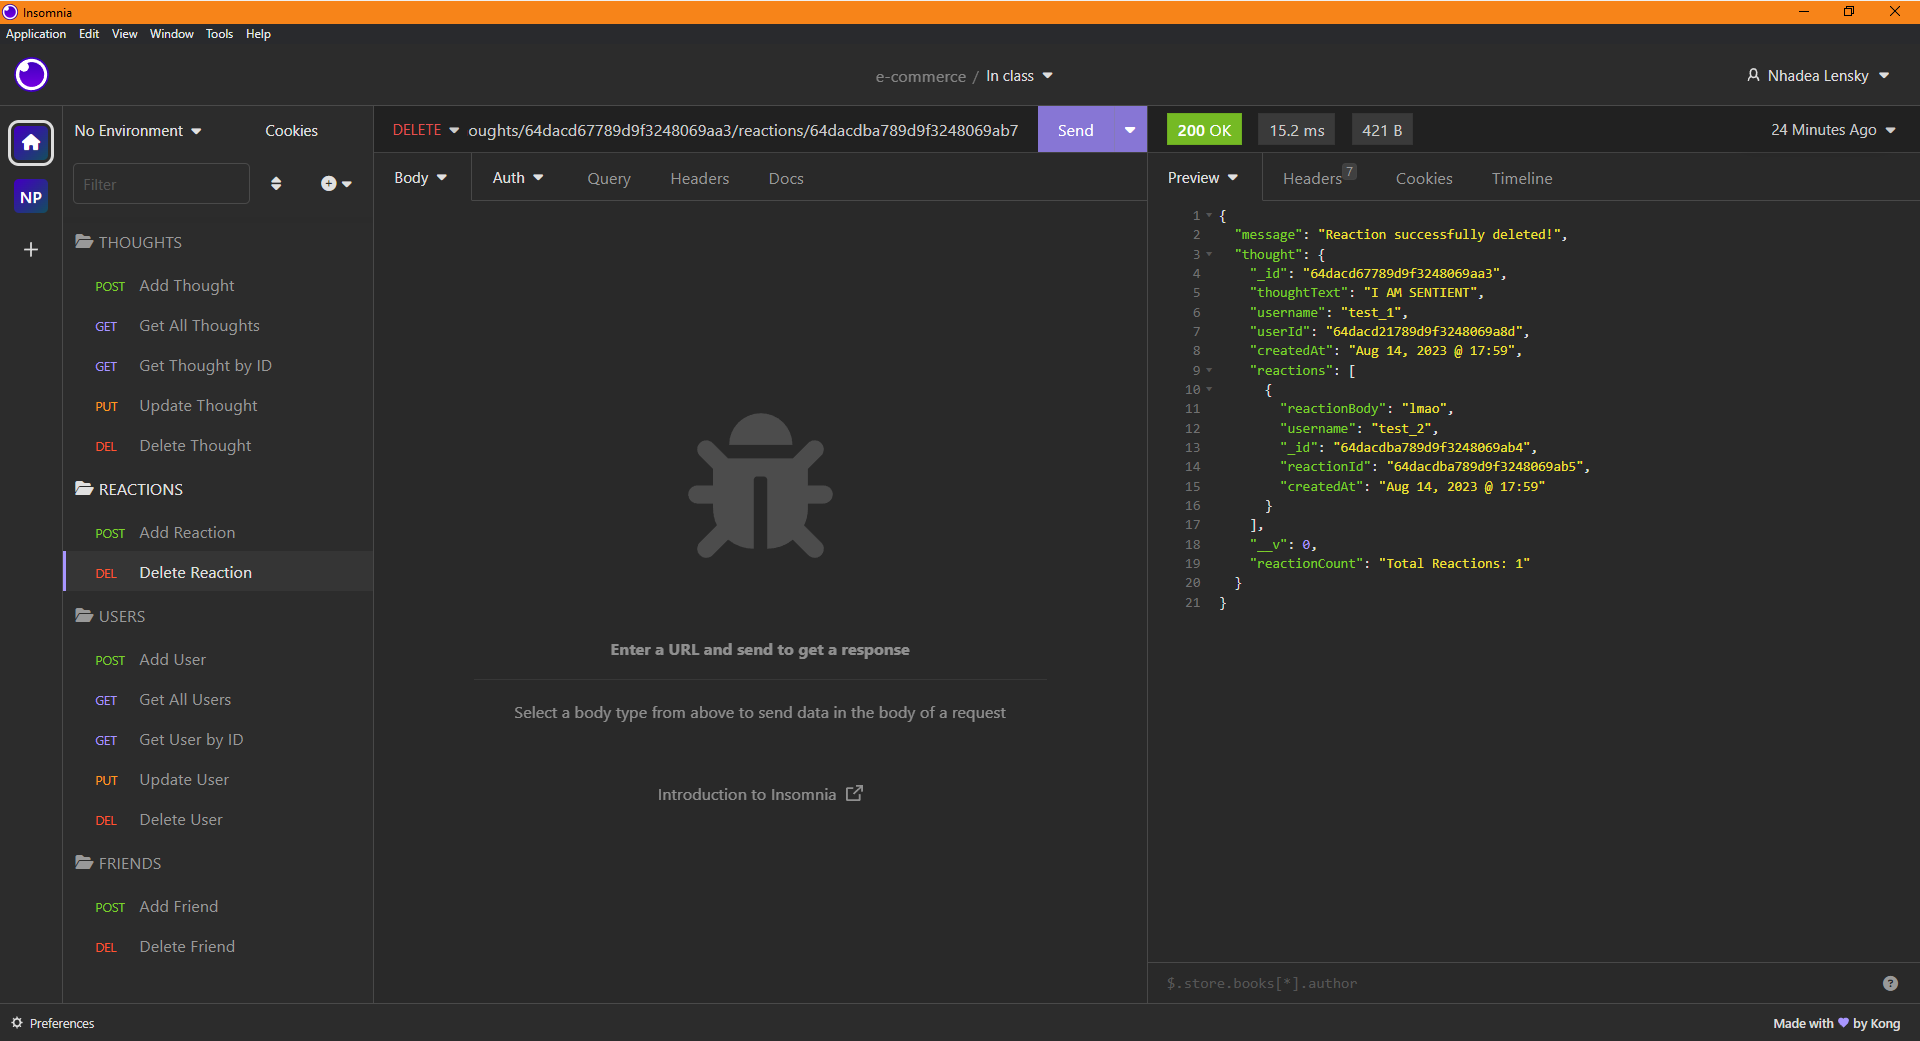 Insomnia
Application Edit View Window Tools Help
e-commerce / In class
Nhadea Lensky
No Environment
Cookies
DELETE
oughts/64dacd67789d9f3248069aa3/reactions/64dacdba789d9f3248069ab7
Send
200 OK
15.2 ms
421 B
24 Minutes Ago
NP
Filter
Body
Auth
Query
Headers
Docs
Preview
Headers 7
Cookies
Timeline
THOUGHTS
POST Add Thought
GET Get All Thoughts
GET Get Thought by ID
PUT Update Thought
DEL Delete Thought
REACTIONS
POST Add Reaction
DEL Delete Reaction
USERS
POST Add User
GET Get All Users
GET Get User by ID
PUT Update User
DEL Delete User
FRIENDS
POST Add Friend
DEL Delete Friend
Enter a URL and send to get a response
Select a body type from above to send data in the body of a request
Introduction to Insomnia
1 {
2 "message": "Reaction successfully deleted!",
3 "thought": {
4 "_id": "64dacd67789d9f3248069aa3",
5 "thoughtText": "I AM SENTIENT",
6 "username": "test_1",
7 "userId": "64dacd21789d9f3248069a8d",
8 "createdAt": "Aug 14, 2023 @ 17:59",
9 "reactions": [
10 {
11 "reactionBody": "lmao",
12 "username": "test_2",
13 "_id": "64dacdba789d9f3248069ab4",
14 "reactionId": "64dacdba789d9f3248069ab5",
15 "createdAt": "Aug 14, 2023 @ 17:59"
16 }
17 ],
18 "__v": 0,
19 "reactionCount": "Total Reactions: 1"
20 }
21 }
$.store.books[*].author
?
Preferences
Made with 💜 by Kong